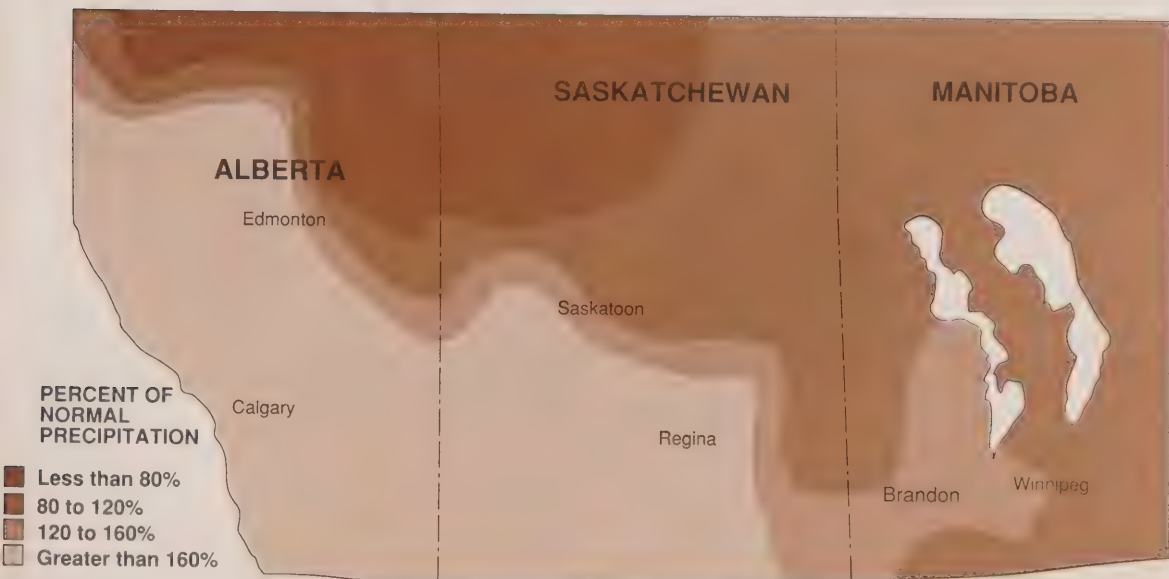 SASKATCHEWAN
MANITOBA
ALBERTA
Edmonton
Saskatoon
PERCENT OF
NORMAL
PRECIPITATION
Calgary
Regina
Less than 80%
80 to 120%
120 to 160%
Greater than 160%
Brandon
Winnipeg